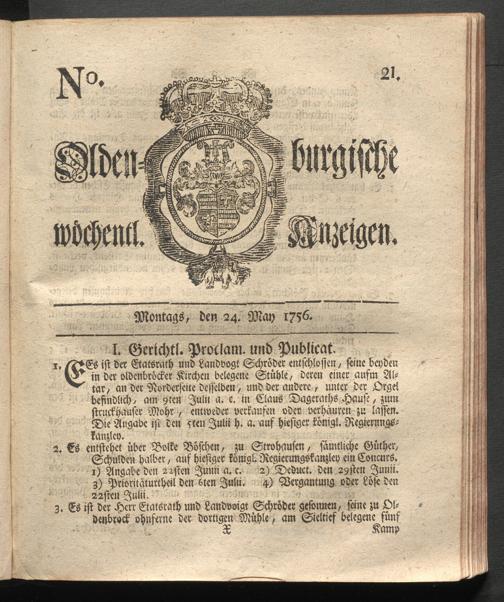 No. 21.
Olden= burgische
wöchentl. Anzeigen.
Montags, den 24. May 1756.
I. Gerichtl. Proclam. und Publicat.
1. Es ist der Etatsrath und Landvogt Schröder entschlossen, seine beyden
in der oldenbröcker Kirchen belegene Stühle, deren einer aufm Al-
tar, an der Norderseite desselben, und der andere, unter der Orgel
befindlich, am 9ten Julii a. c. in Claus Dageraths Hause, zum
struckhauser Mohr, entweder verkaufen oder verhäuren zu lassen.
Die Angabe ist den 5ten Julii h. a. auf hiesiger königl. Regierungs-
kanzley.
2. Es entstehet über Bolke Böschen, zu Strohausen, sämtliche Güther,
Schulden halber, auf hiesiger königl. Regierungskanzley ein Concurs.
1) Angabe den 22sten Junii a. c. 2) Deduct. den 29sten Junii.
3) Prioritäturtheil den 6ten Julii. 4) Vergantung oder Löse den
22sten Julii.
3. Es ist der Herr Etatsrath und Landvoigt Schröder gesonnen, seine zu Ol-
denbrock ohnferne der dortigen Mühle, am Sieltief belegene fünf
X Kamp